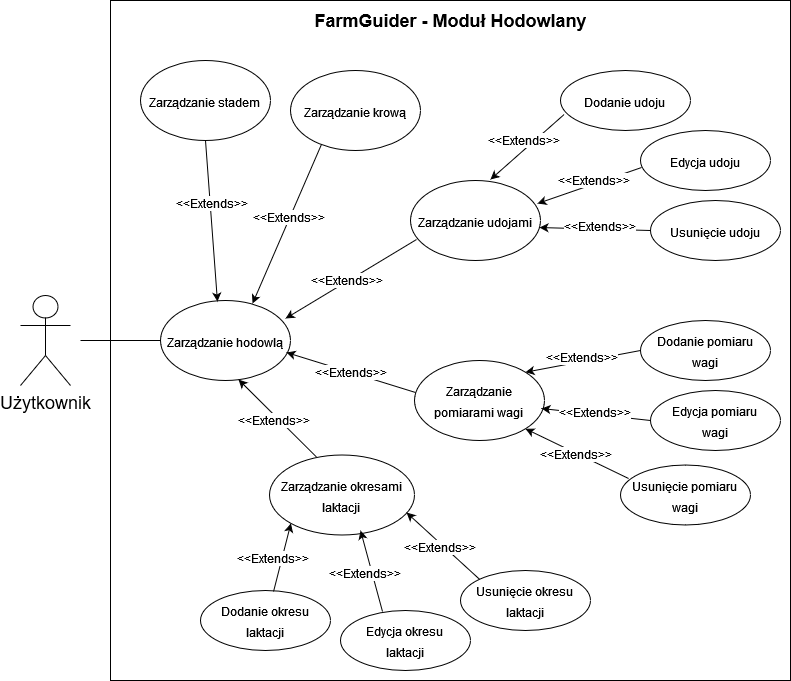 FarmGuider - Moduł Hodowlany
Zarządzanie stadem
Zarządzanie krową
Dodanie udoju
<<Extends>>
Edycja udoju
<<Extends>>
<<Extends>>
<<Extends>>
Zarządzanie udojami
<<Extends>>
Usunięcie udoju
<<Extends>>
Zarządzanie hodowlą
Użytkownik
<<Extends>>
Zarządzanie
pomiarami wagi
<<Extends>>
Dodanie pomiaru
wagi
<<Extends>>
Edycja pomiaru
wagi
<<Extends>>
Usunięcie pomiaru
wagi
<<Extends>>
Zarządzanie okresami
laktacji
<<Extends>>
Dodanie okresu
laktacji
<<Extends>>
Edycja okresu
laktacji
<<Extends>>
Usunięcie okresu
laktacji